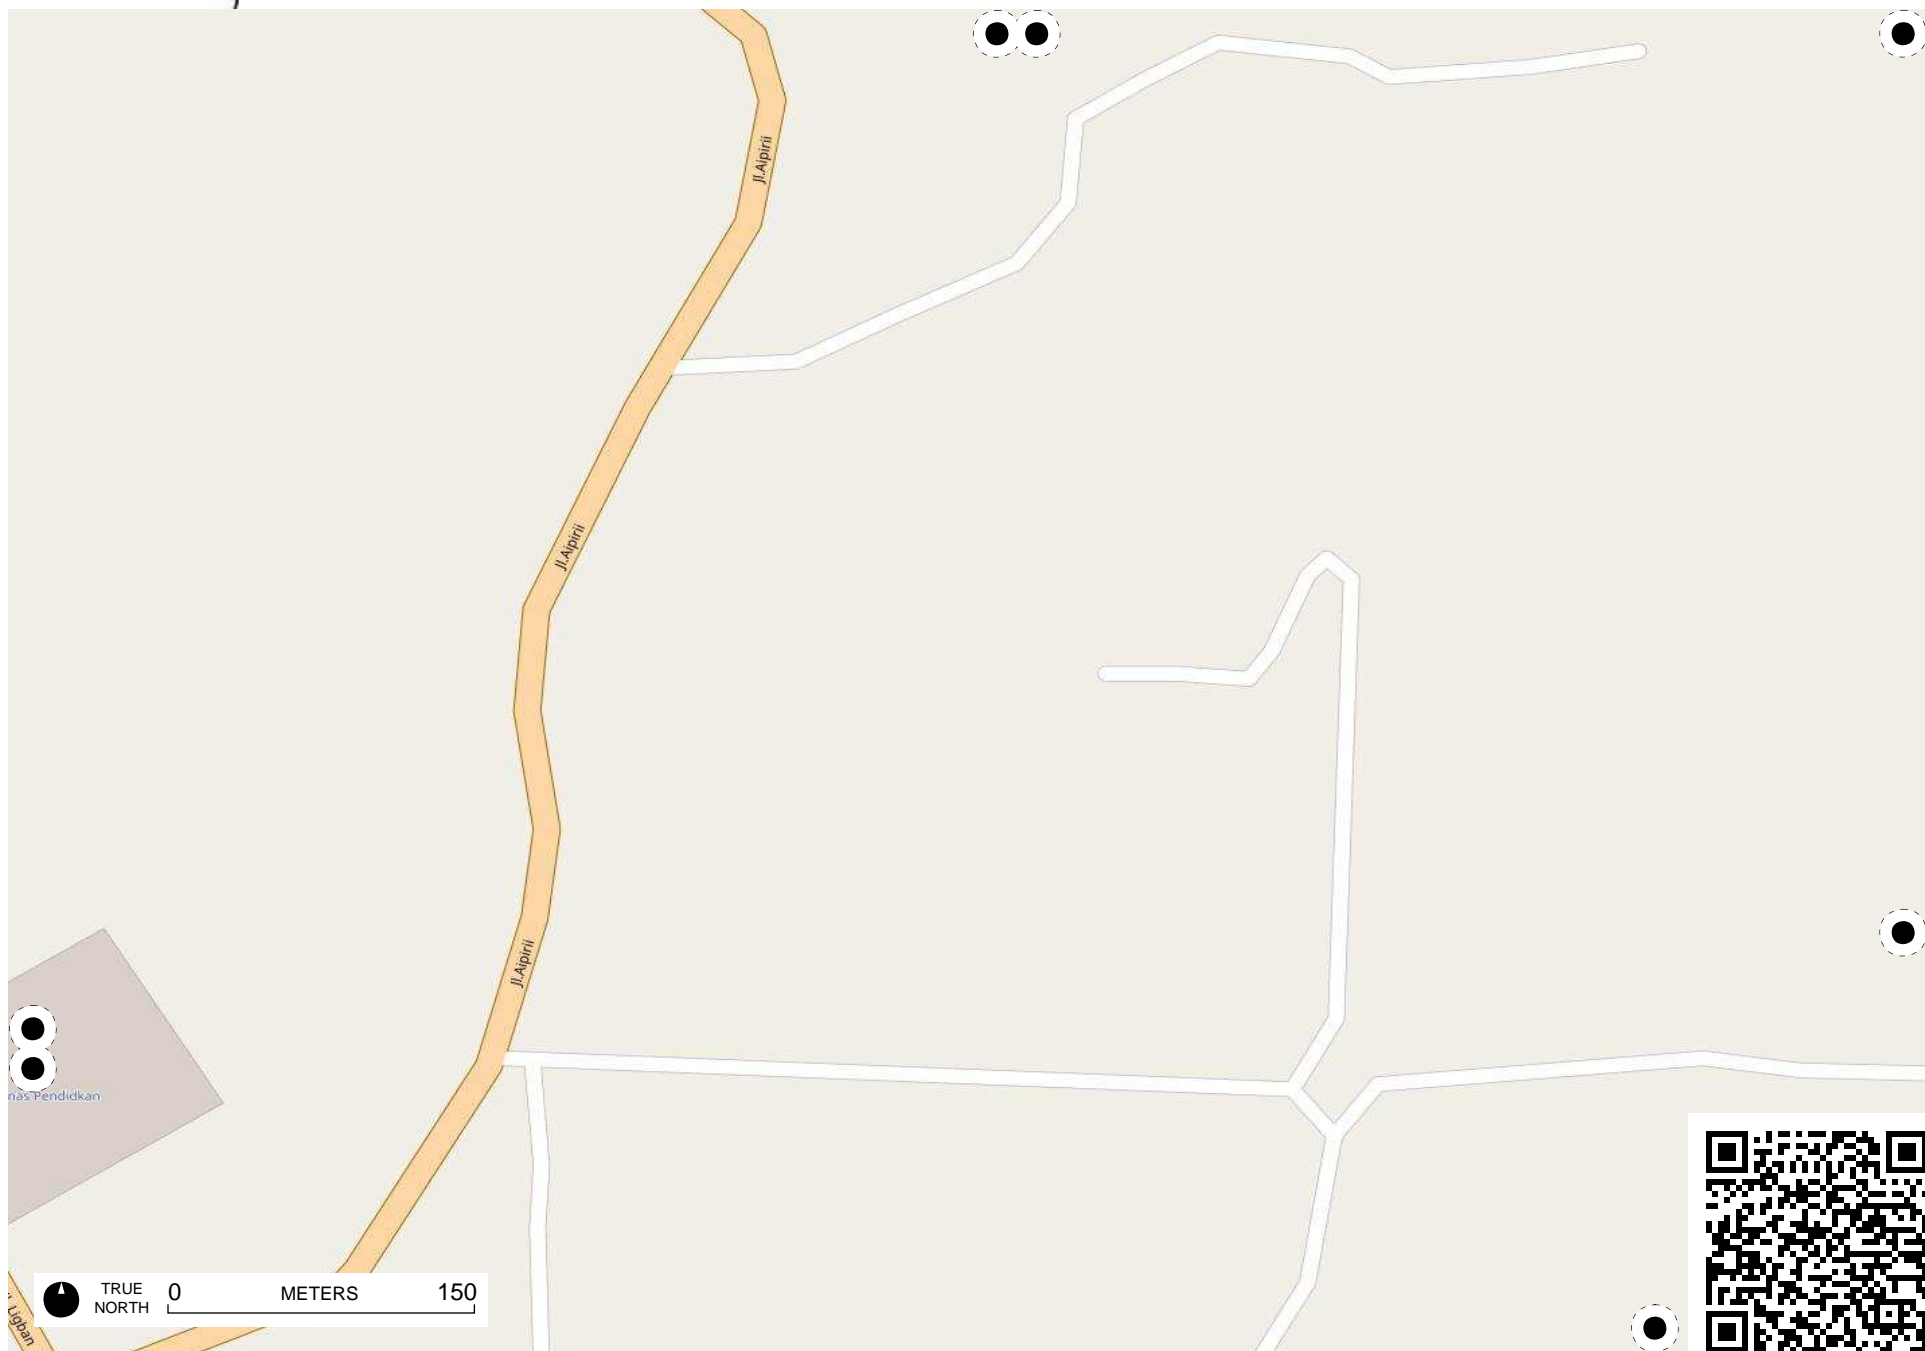 Jl.Aipirii
Jl.Aipirii
Jl.Aipirii
nas Pendidkan
TRUE
NORTH
0 METERS 150
Ligban